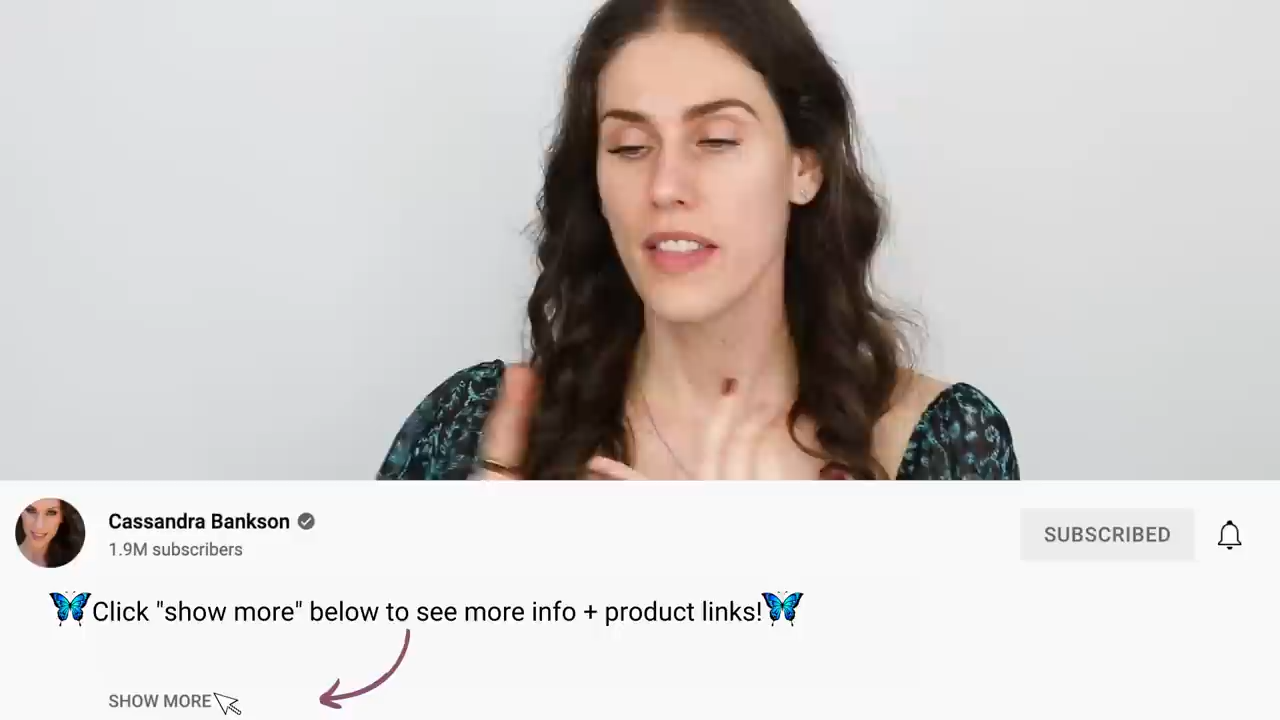 Cassandra Bankson
1.9M subscribers
SUBSCRIBED
Click "show more" below to see more info + product links!
SHOW MORE